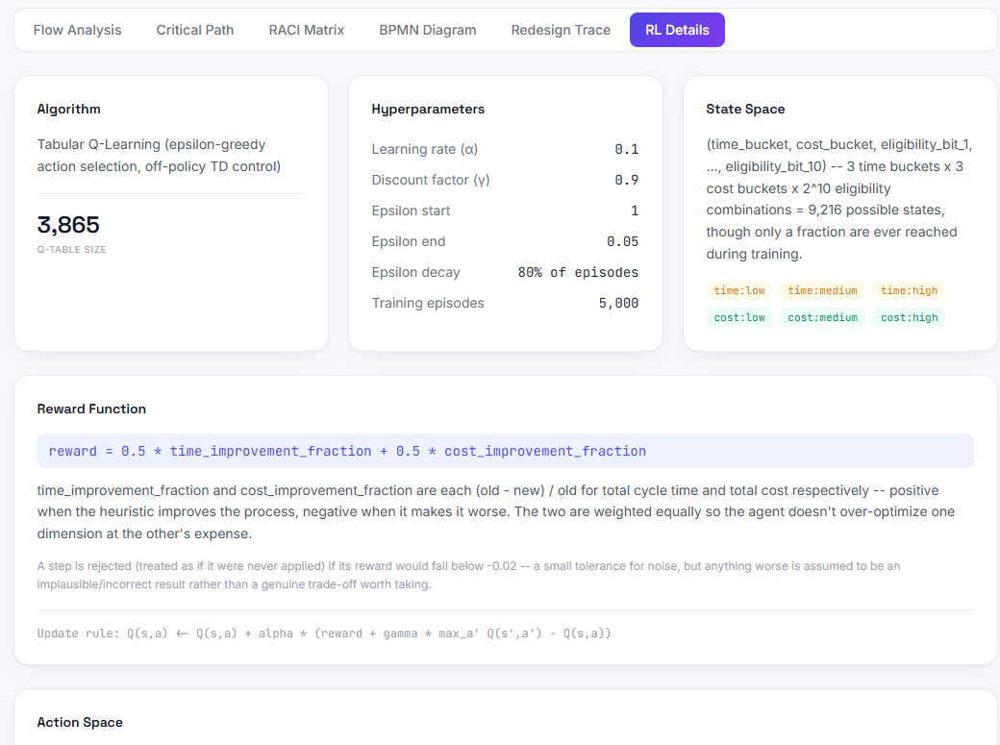 Flow Analysis
Critical Path
RACI Matrix
BPMN Diagram
Redesign Trace
RL Details
Algorithm
Tabular Q-Learning (epsilon-greedy
action selection, off-policy TD control)
3,865
Q-TABLE SIZE
Hyperparameters
Learning rate (α) 0.1
Discount factor (γ) 0.9
Epsilon start 1
Epsilon end 0.05
Epsilon decay 80% of episodes
Training episodes 5,000
State Space
(time_bucket, cost_bucket, eligibility_bit_1,
..., eligibility_bit_10) -- 3 time buckets x 3
cost buckets x 2^10 eligibility
combinations = 9,216 possible states,
though only a fraction are ever reached
during training.
time:low time:medium time:high
cost:low cost:medium cost:high
Reward Function
reward = 0.5 * time_improvement_fraction + 0.5 * cost_improvement_fraction
time_improvement_fraction and cost_improvement_fraction are each (old - new) / old for total cycle time and total cost respectively -- positive
when the heuristic improves the process, negative when it makes it worse. The two are weighted equally so the agent doesn't over-optimize one
dimension at the other's expense.
A step is rejected (treated as if it were never applied) if its reward would fall below -0.02 -- a small tolerance for noise, but anything worse is assumed to be an
implausible/incorrect result rather than a genuine trade-off worth taking.
Update rule: Q(s,a) <- Q(s,a) + alpha * (reward + gamma * max_a' Q(s',a') - Q(s,a))
Action Space